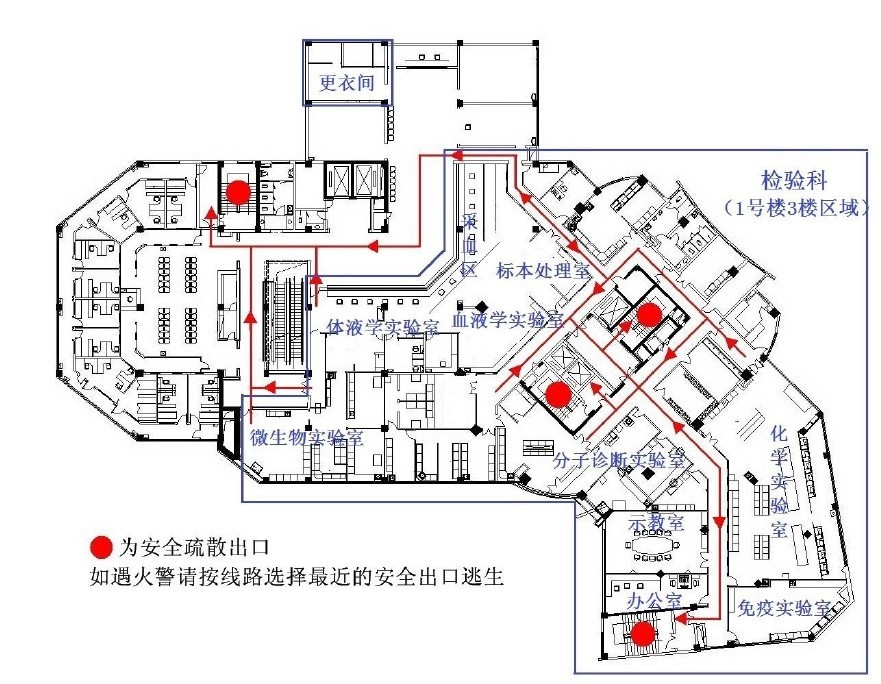 更衣间
检验科
（1号楼3楼区域）
采血区
标本处理室
体液学实验室
血液学实验室
微生物实验室
分子诊断实验室
化学实验室
示教室
办公室
免疫实验室
为安全疏散出口
如遇火警请按线路选择最近的安全出口逃生